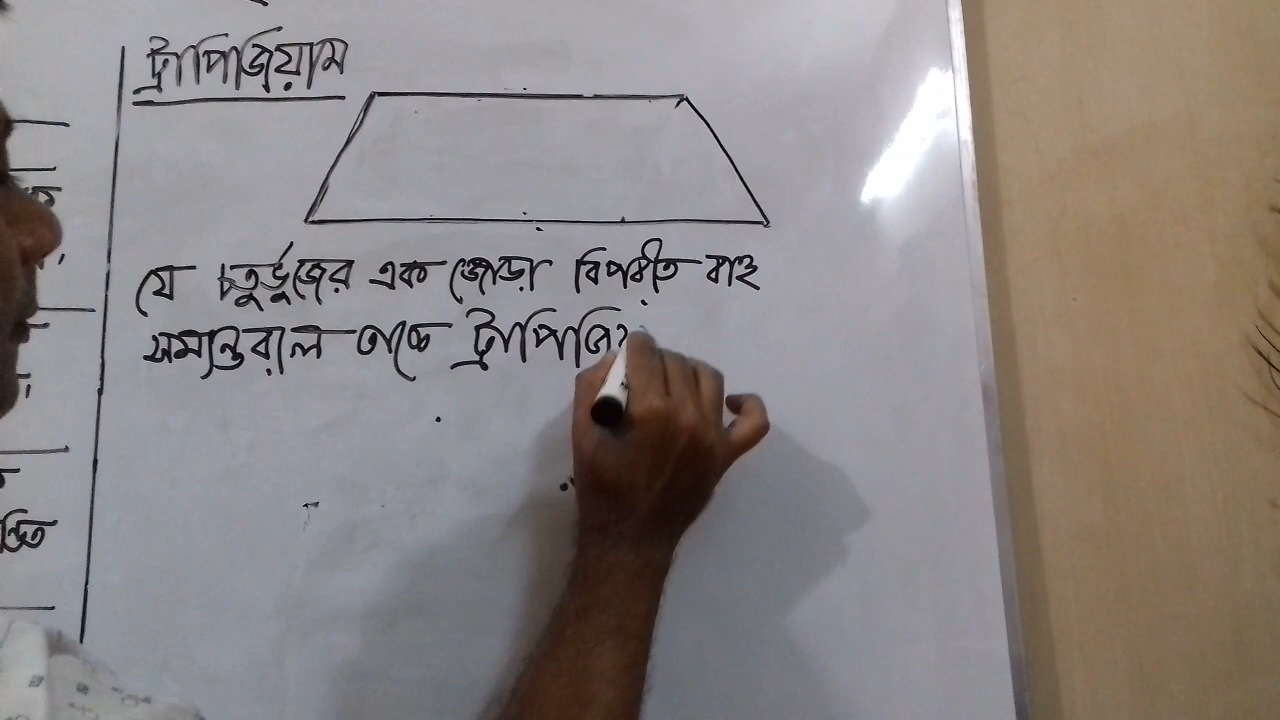 ট্রাপিজিয়াম
যে চতুর্ভুজের এক জোড়া বিপরীত বাহু
সমান্তরাল তাকে ট্রাপিজি